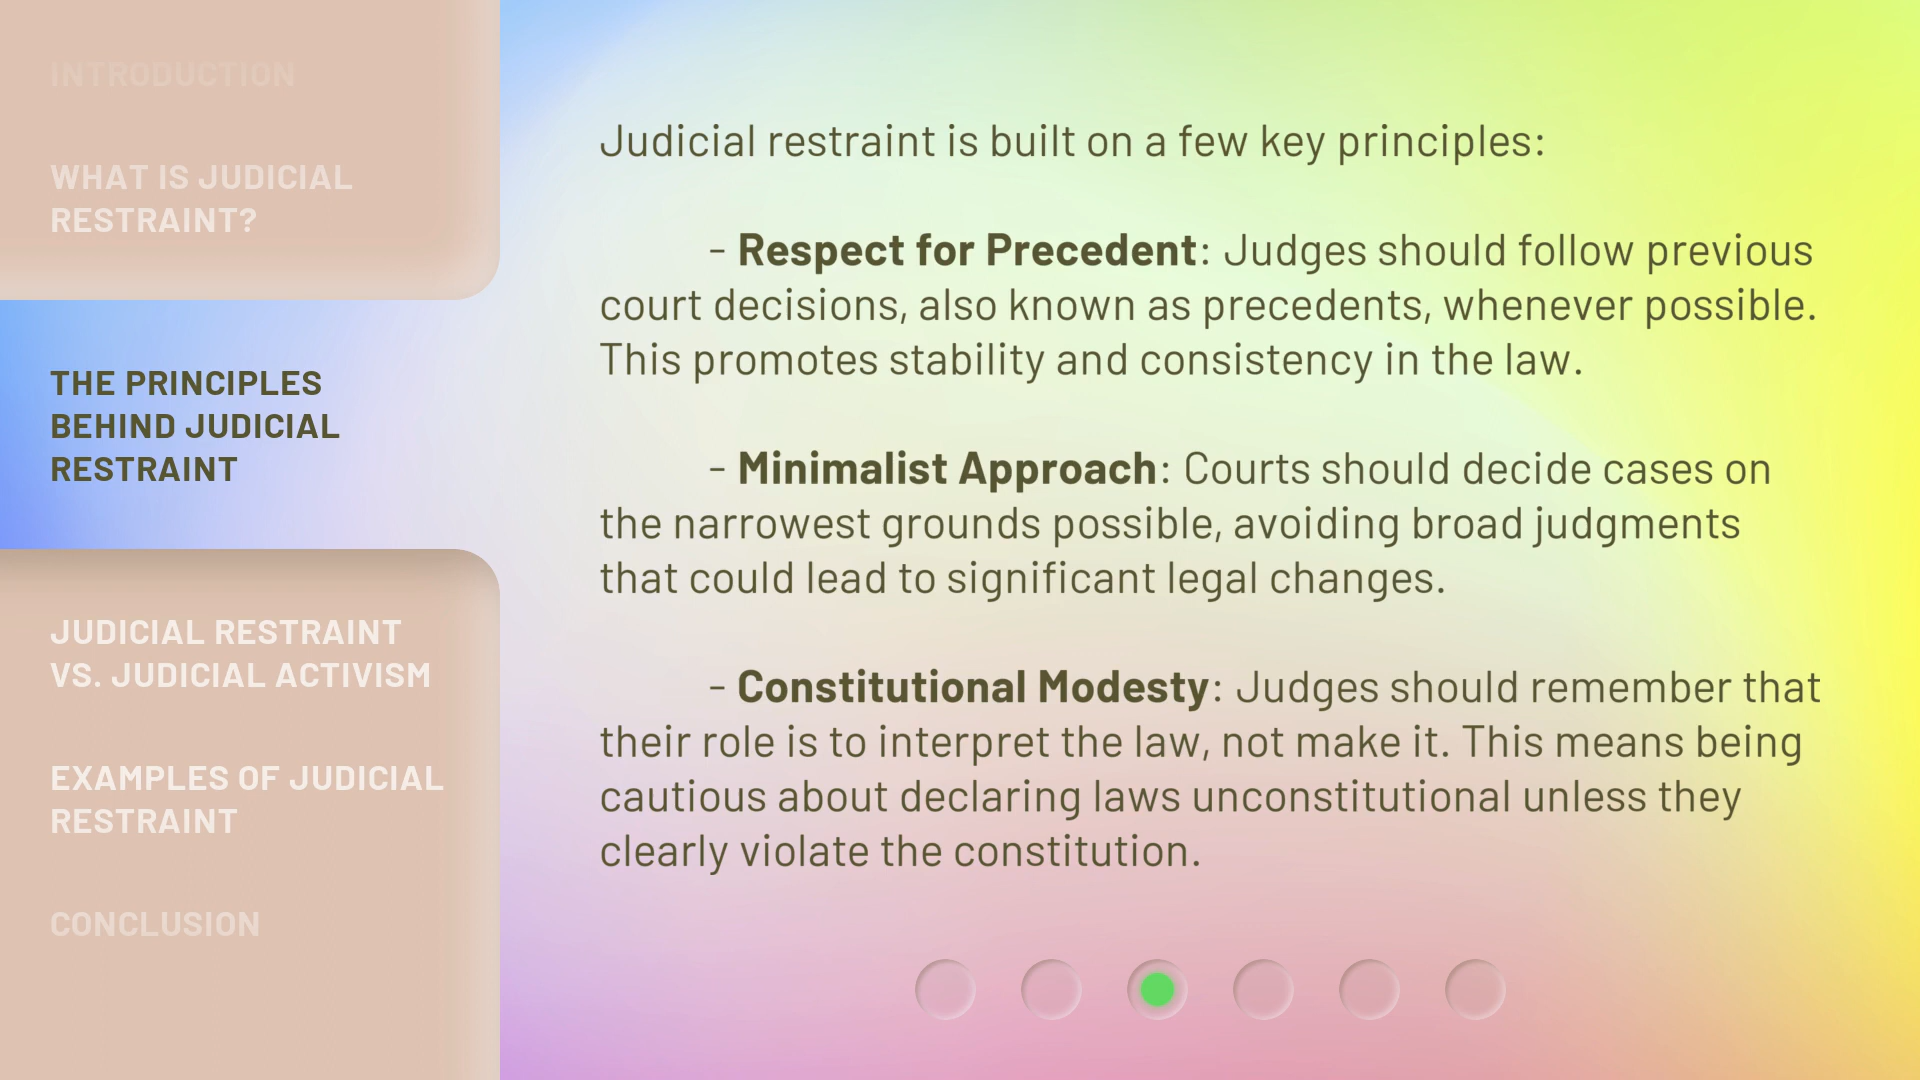 INTRODUCTION
WHAT IS JUDICIAL
RESTRAINT?
THE PRINCIPLES
BEHIND JUDICIAL
RESTRAINT
JUDICIAL RESTRAINT
VS. JUDICIAL ACTIVISM
EXAMPLES OF JUDICIAL
RESTRAINT
CONCLUSION
Judicial restraint is built on a few key principles:
- Respect for Precedent: Judges should follow previous
court decisions, also known as precedents, whenever possible.
This promotes stability and consistency in the law.
- Minimalist Approach: Courts should decide cases on
the narrowest grounds possible, avoiding broad judgments
that could lead to significant legal changes.
- Constitutional Modesty: Judges should remember that
their role is to interpret the law, not make it. This means being
cautious about declaring laws unconstitutional unless they
clearly violate the constitution.